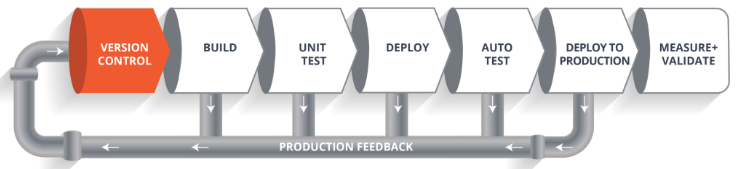 VERSION
CONTROL
BUILD
UNIT
TEST
DEPLOY
AUTO
TEST
DEPLOY TO
PRODUCTION
MEASURE+
VALIDATE
PRODUCTION FEEDBACK